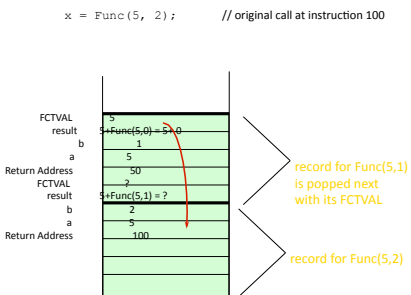 x = Func(5, 2); // original call at instruction 100
FCTVAL 5
result 5+Func(5,0) = 5+ 0
b 1
a 5
Return Address 50
FCTVAL ?
result 5+Func(5,1) = ?
b 2
a 5
Return Address 100
record for Func(5,1)
is popped next
with its FCTVAL
record for Func(5,2)